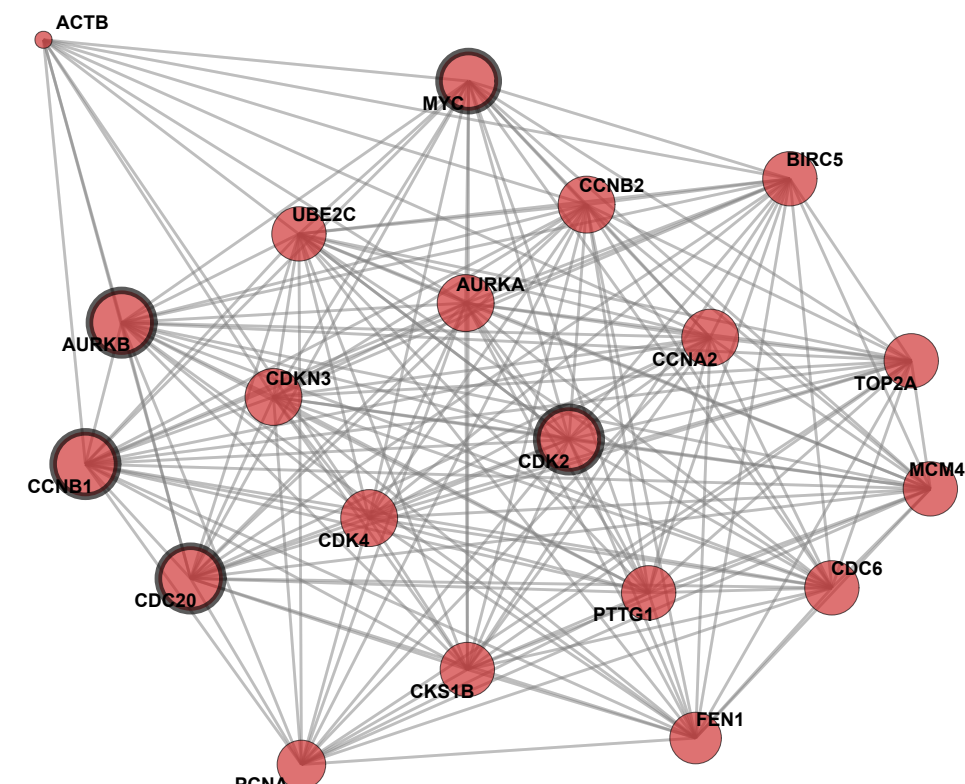 ACTB
MYC
BIRC5
CCNB2
UBE2C
AURKA
AURKB
CCNA2
CDKN3
TOP2A
CDK2
MCM4
CCNB1
CDK4
CDC6
CDC20
PTTG1
CKS1B
FEN1
PCNA